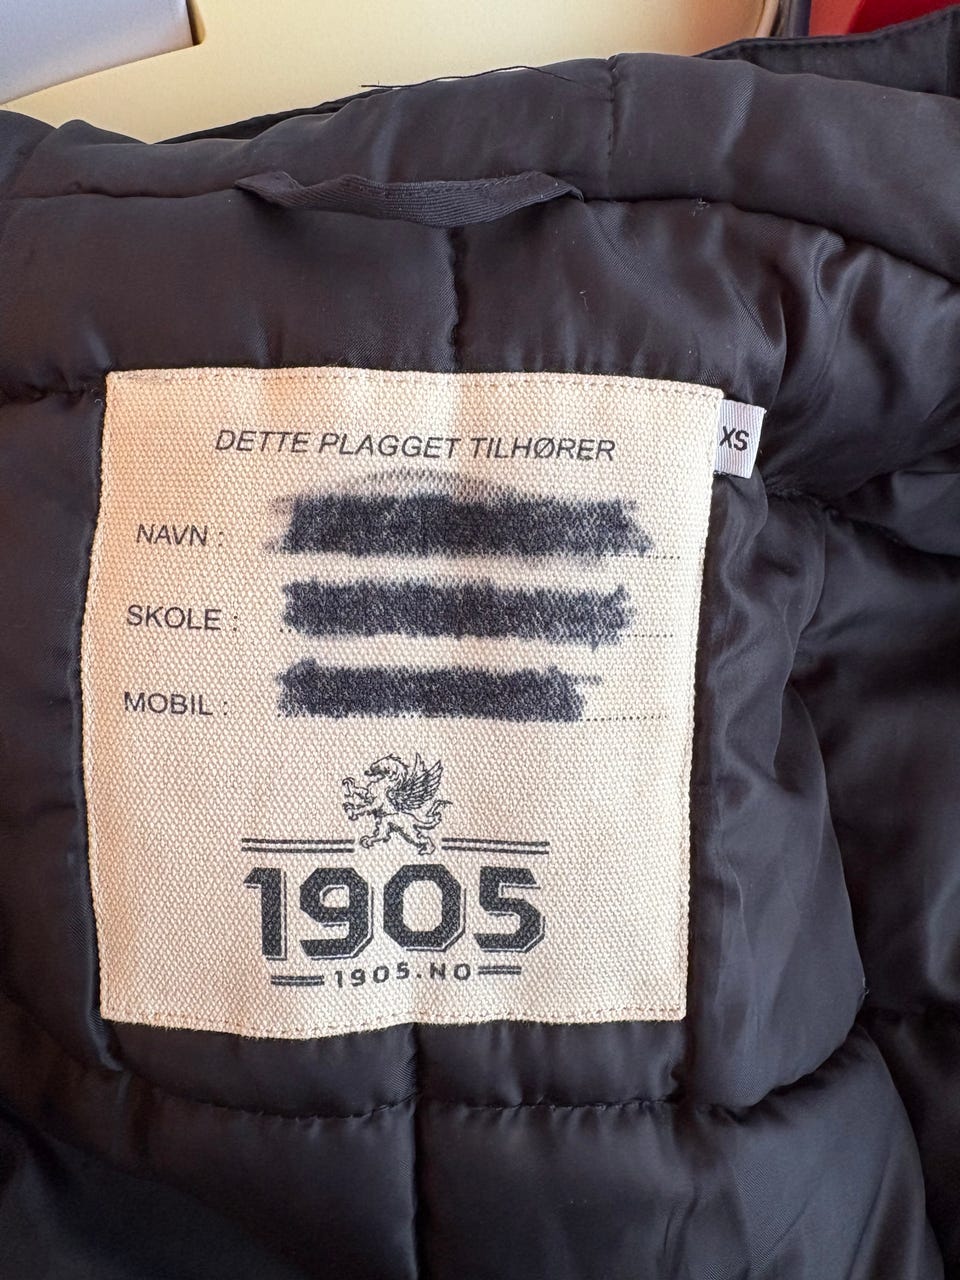 DETTE PLAGGET TILHØRER
XS
NAVN :
SKOLE :
MOBIL :
1905
1905.NO